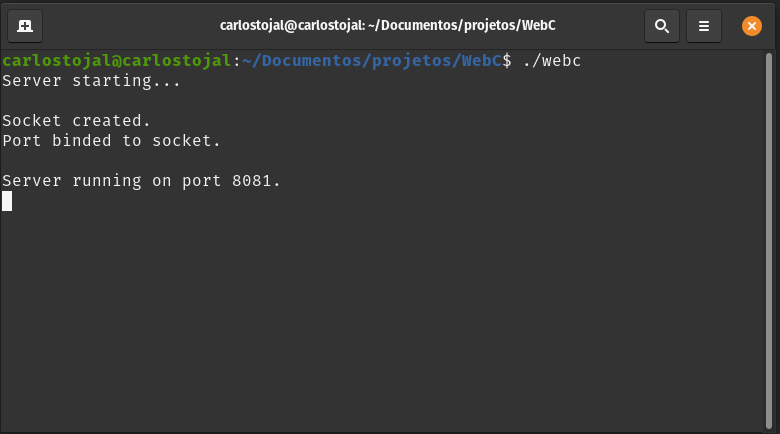 carlostojal@carlostojal: ~/Documentos/projetos/WebC
carlostojal@carlostojal:~/Documentos/projetos/WebC$ ./webc
Server starting...
Socket created.
Port binded to socket.
Server running on port 8081.